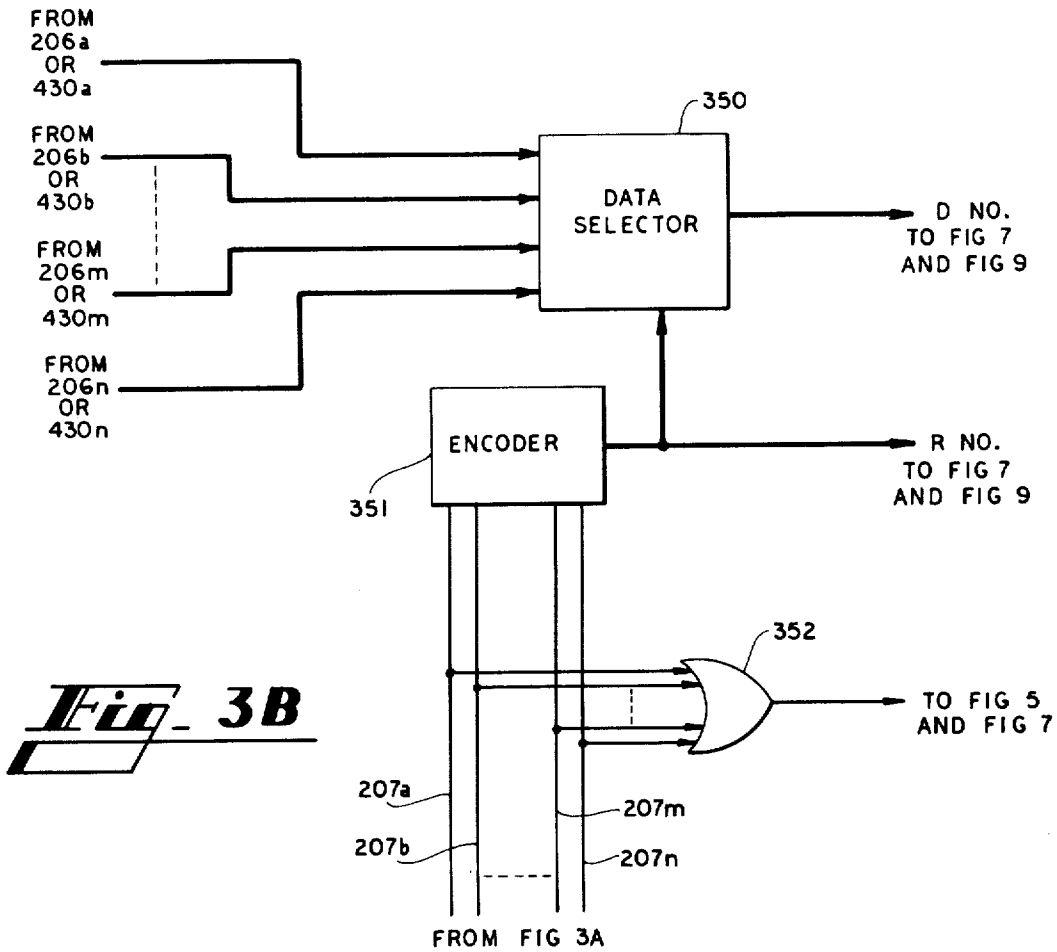 FROM
206a
OR
430a
FROM
206b
OR
430b
FROM
206m
OR
430m
FROM
206n
OR
430n
350
DATA
SELECTOR
D NO.
TO FIG 7
AND FIG 9
ENCODER
351
R NO.
TO FIG 7
AND FIG 9
352
TO FIG 5
AND FIG 7
Fig_ 3B
207a
207b
207m
207n
FROM FIG 3A